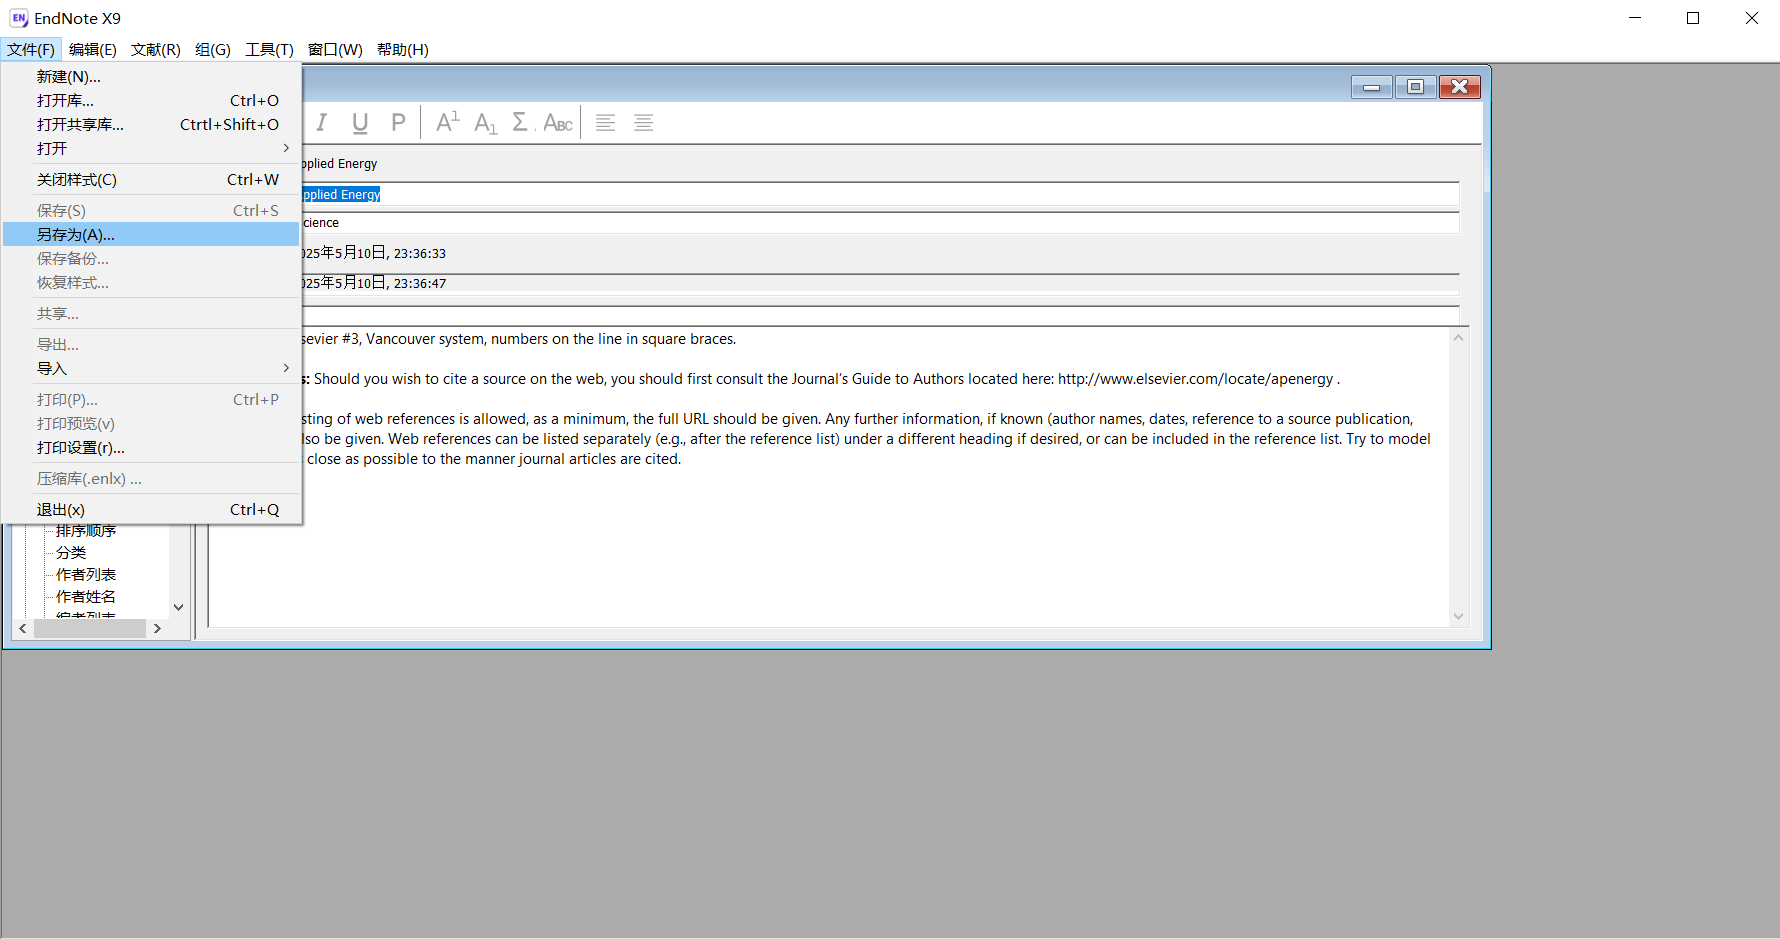 EndNote X9
文件(F) 编辑(E) 文献(R) 组(G) 工具(T) 窗口(W) 帮助(H)
新建(N)...
打开库... Ctrl+O
打开共享库... Ctrtl+Shift+O
打开
关闭样式(C) Ctrl+W
保存(S) Ctrl+S
另存为(A)...
保存备份...
恢复样式...
共享...
导出...
导入
打印(P)... Ctrl+P
打印预览(v)
打印设置(r)...
压缩库(.enlx) ...
退出(x) Ctrl+Q
I U P A1 A1 Σ ABC
pplied Energy
pplied Energy
cience
025年5月10日, 23:36:33
025年5月10日, 23:36:47
sevier #3, Vancouver system, numbers on the line in square braces.
s: Should you wish to cite a source on the web, you should first consult the Journal's Guide to Authors located here: http://www.elsevier.com/locate/apenergy .
sting of web references is allowed, as a minimum, the full URL should be given. Any further information, if known (author names, dates, reference to a source publication,
lso be given. Web references can be listed separately (e.g., after the reference list) under a different heading if desired, or can be included in the reference list. Try to model
close as possible to the manner journal articles are cited.
排序顺序
分类
作者列表
作者姓名
编者列表